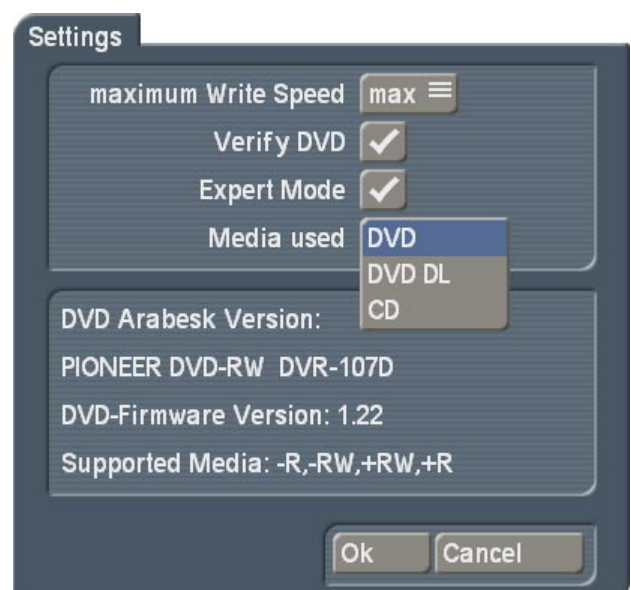 Settings
maximum Write Speed max
Verify DVD
Expert Mode
Media used DVD
DVD DL
CD
DVD Arabesk Version:
PIONEER DVD-RW DVR-107D
DVD-Firmware Version: 1.22
Supported Media: -R,-RW,+RW,+R
Ok Cancel